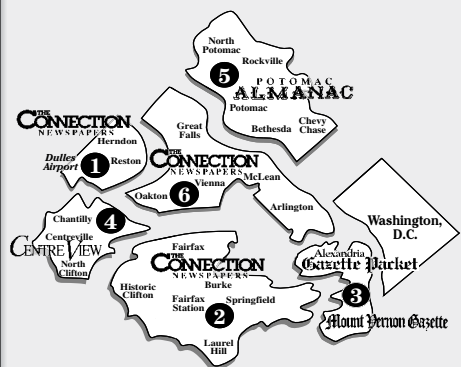 North
Potomac
Rockville
5
POTOMAC
ALMANAC
Potomac
Bethesda
Chevy
Chase
THE
CONNECTION
NEWSPAPERS
Herndon
Dulles
Airport
1
Reston
Great
Falls
THE
CONNECTION
NEWSPAPERS
McLean
Vienna
Oakton
6
Arlington
Chantilly
4
Centreville
CENTRE VIEW
North
Clifton
Washington,
D.C.
Fairfax
THE
CONNECTION
NEWSPAPERS
Burke
Historic
Clifton
Fairfax
Station
Springfield
2
Laurel
Hill
Alexandria
Gazette Packet
3
Mount Vernon Gazette